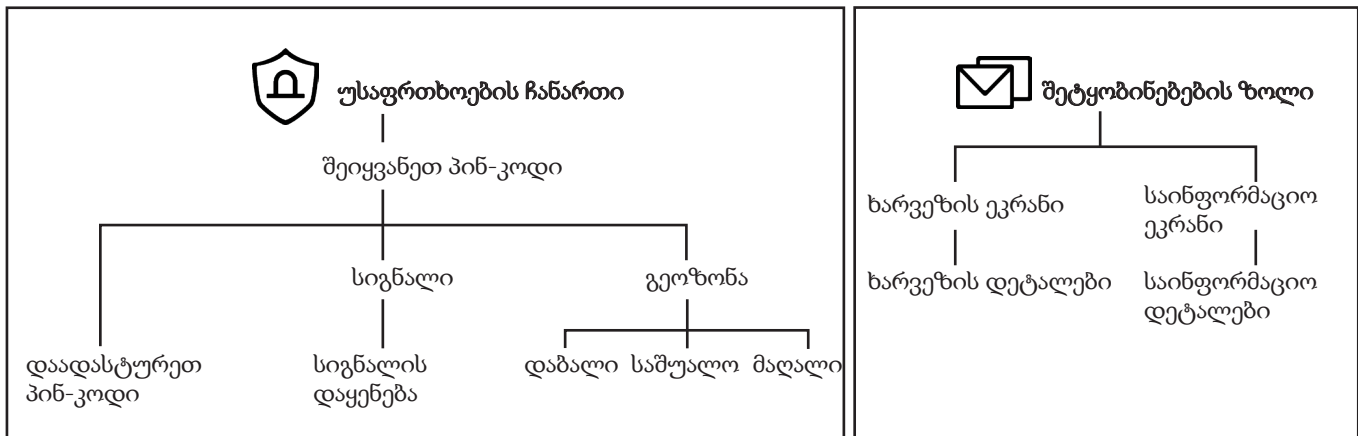 უსაფრთხოების ჩანართი
შეიყვანეთ პინ-კოდი
სიგნალი
გეოზონა
დაადასტურეთ
პინ-კოდი
სიგნალის
დაყენება
დაბალი
საშუალო
მაღალი
შეტყობინებების ზოლი
ხარვეზის ეკრანი
საინფორმაციო
ეკრანი
ხარვეზის დეტალები
საინფორმაციო
დეტალები